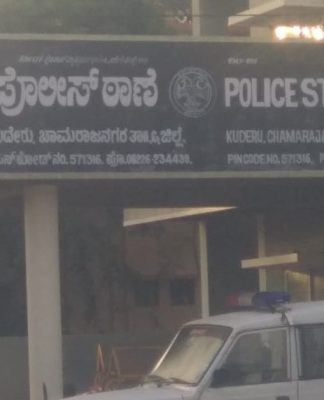 ಪೊಲೀಸ್ ಠಾಣೆ POLICE ST
ುದೇರು, ಚಾಮರಾಜನಗರ ತಾಃ&ಜಿಲ್ಲೆ. KUDERU, CHAMARAJA
ನ್‌ಕೋಡ್ ನಂ. 571316. ಫೋ.08226-234439. PINCODE.NO. 571316,